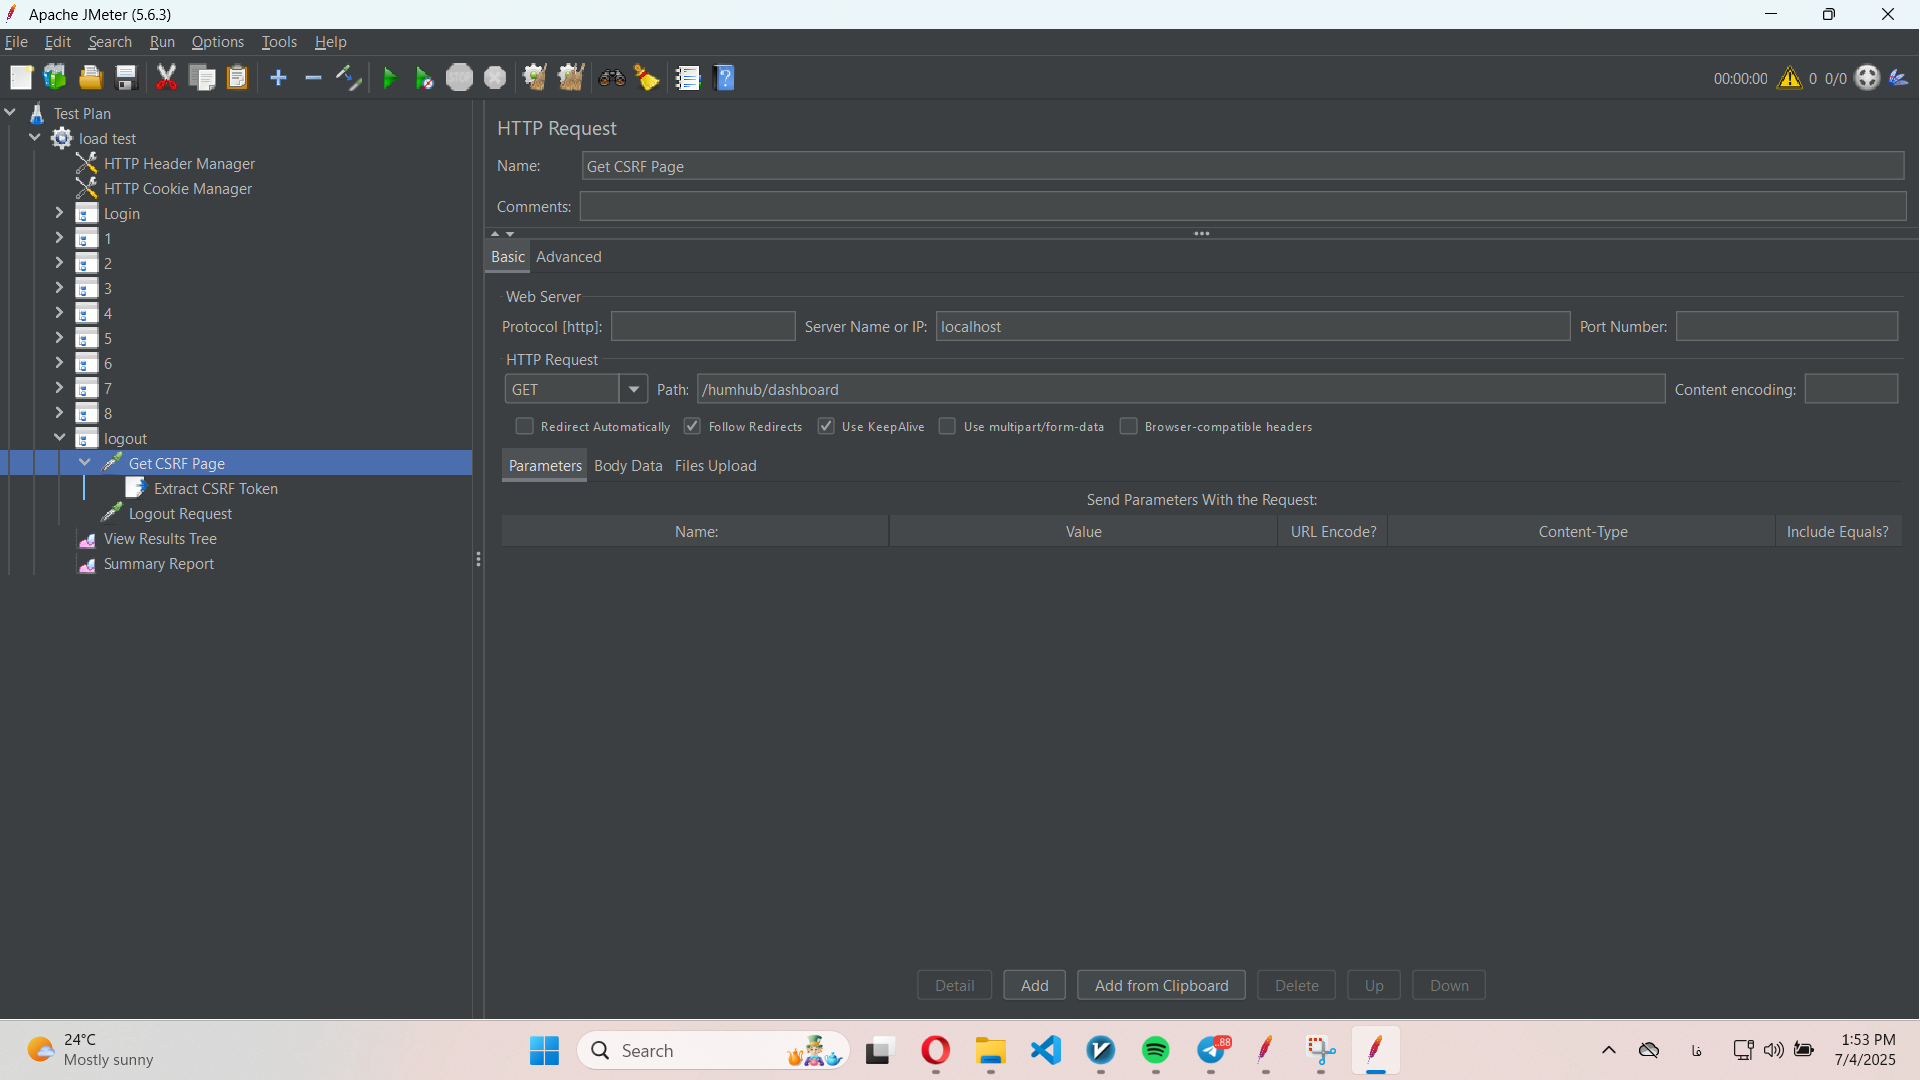 Apache JMeter (5.6.3)
File Edit Search Run Options Tools Help
STOP
00:00:00 0 0/0
Test Plan
load test
HTTP Header Manager
HTTP Cookie Manager
Login
1
2
3
4
5
6
7
8
logout
Get CSRF Page
Extract CSRF Token
Logout Request
View Results Tree
Summary Report
HTTP Request
Name: Get CSRF Page
Comments:
Basic Advanced
Web Server
Protocol [http]: Server Name or IP: localhost Port Number:
HTTP Request
GET Path: /humhub/dashboard Content encoding:
Redirect Automatically Follow Redirects Use KeepAlive Use multipart/form-data Browser-compatible headers
Parameters Body Data Files Upload
Send Parameters With the Request:
Name: Value URL Encode? Content-Type Include Equals?
Detail Add Add from Clipboard Delete Up Down
24°C
Mostly sunny
Search
88
فا
1:53 PM
7/4/2025